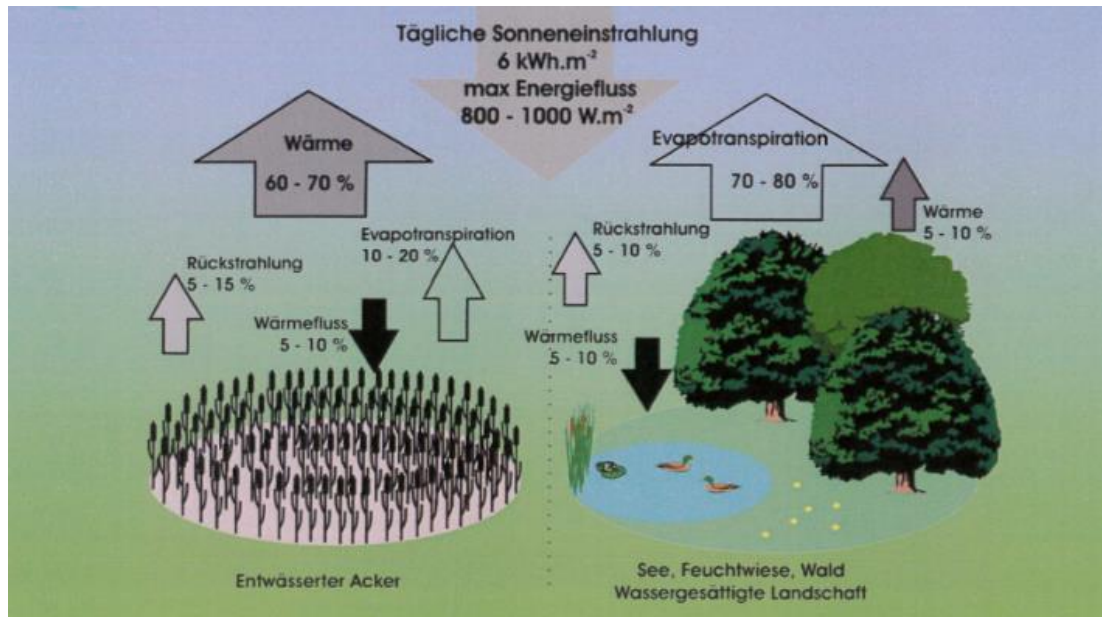 Tägliche Sonneneinstrahlung
6 kWh.m-²
max Energiefluss
800 - 1000 W.m-²
Wärme
60 - 70 %
Evapotranspiration
10 - 20 %
Rückstrahlung
5 - 15 %
Wärmefluss
5 - 10 %
Entwässerter Acker
Evapotranspiration
70 - 80 %
Wärme
5 - 10 %
Rückstrahlung
5 - 10 %
Wärmefluss
5 - 10 %
See, Feuchtwiese, Wald
Wassergesättigte Landschaft